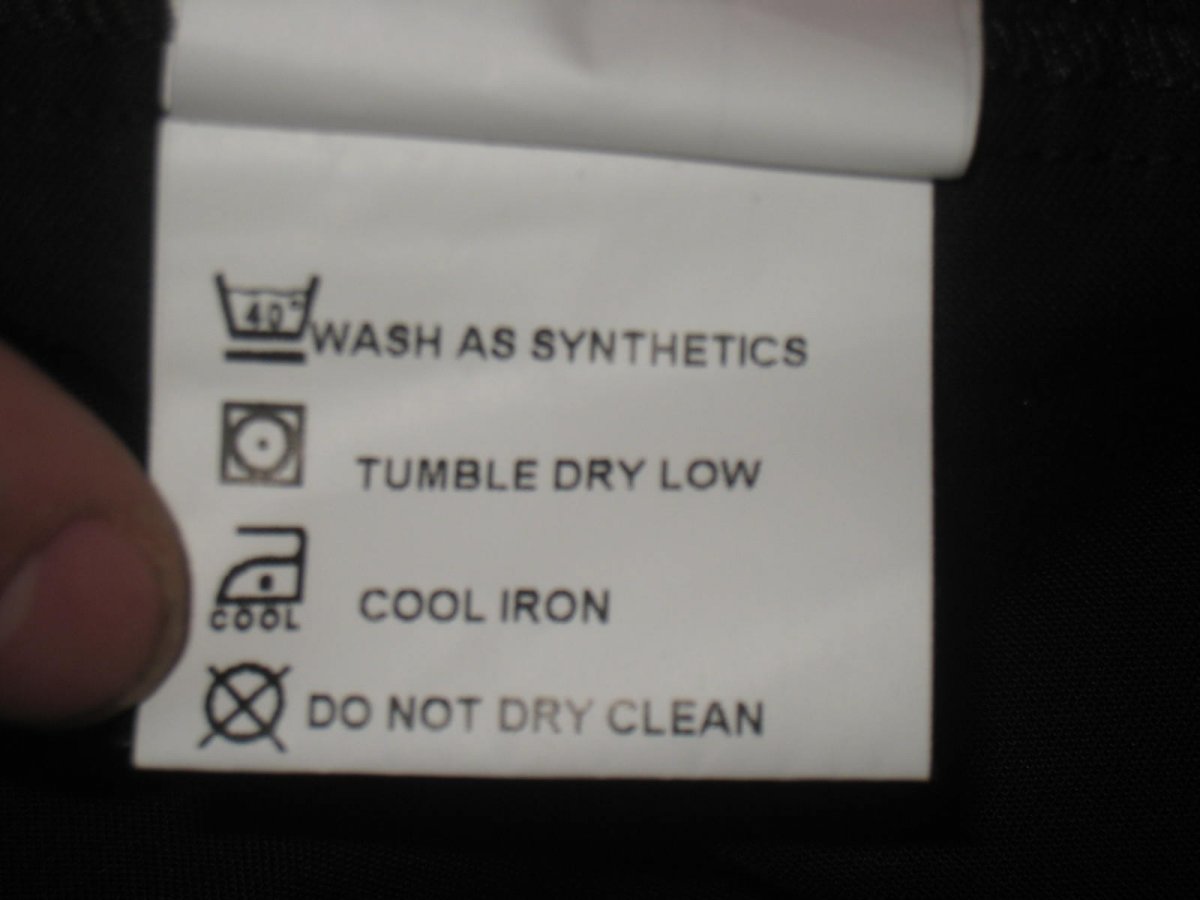 40° WASH AS SYNTHETICS
TUMBLE DRY LOW
COOL COOL IRON
DO NOT DRY CLEAN